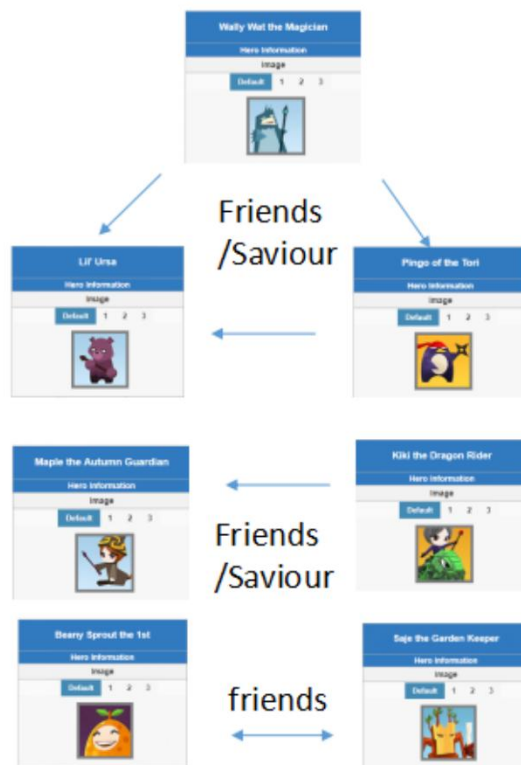 Wally Wat the Magician
Hero Information
Image
Default 1 2 3
Friends
/Saviour
Lil' Ursa
Hero Information
Image
Default 1 2 3
Pingo of the Tori
Hero Information
Image
Default 1 2 3
Maple the Autumn Guardian
Hero Information
Image
Default 1 2 3
Kiki the Dragon Rider
Hero Information
Image
Default 1 2 3
Friends
/Saviour
Beany Sprout the 1st
Hero Information
Image
Default 1 2 3
Saje the Garden Keeper
Hero Information
Image
Default 1 2 3
friends